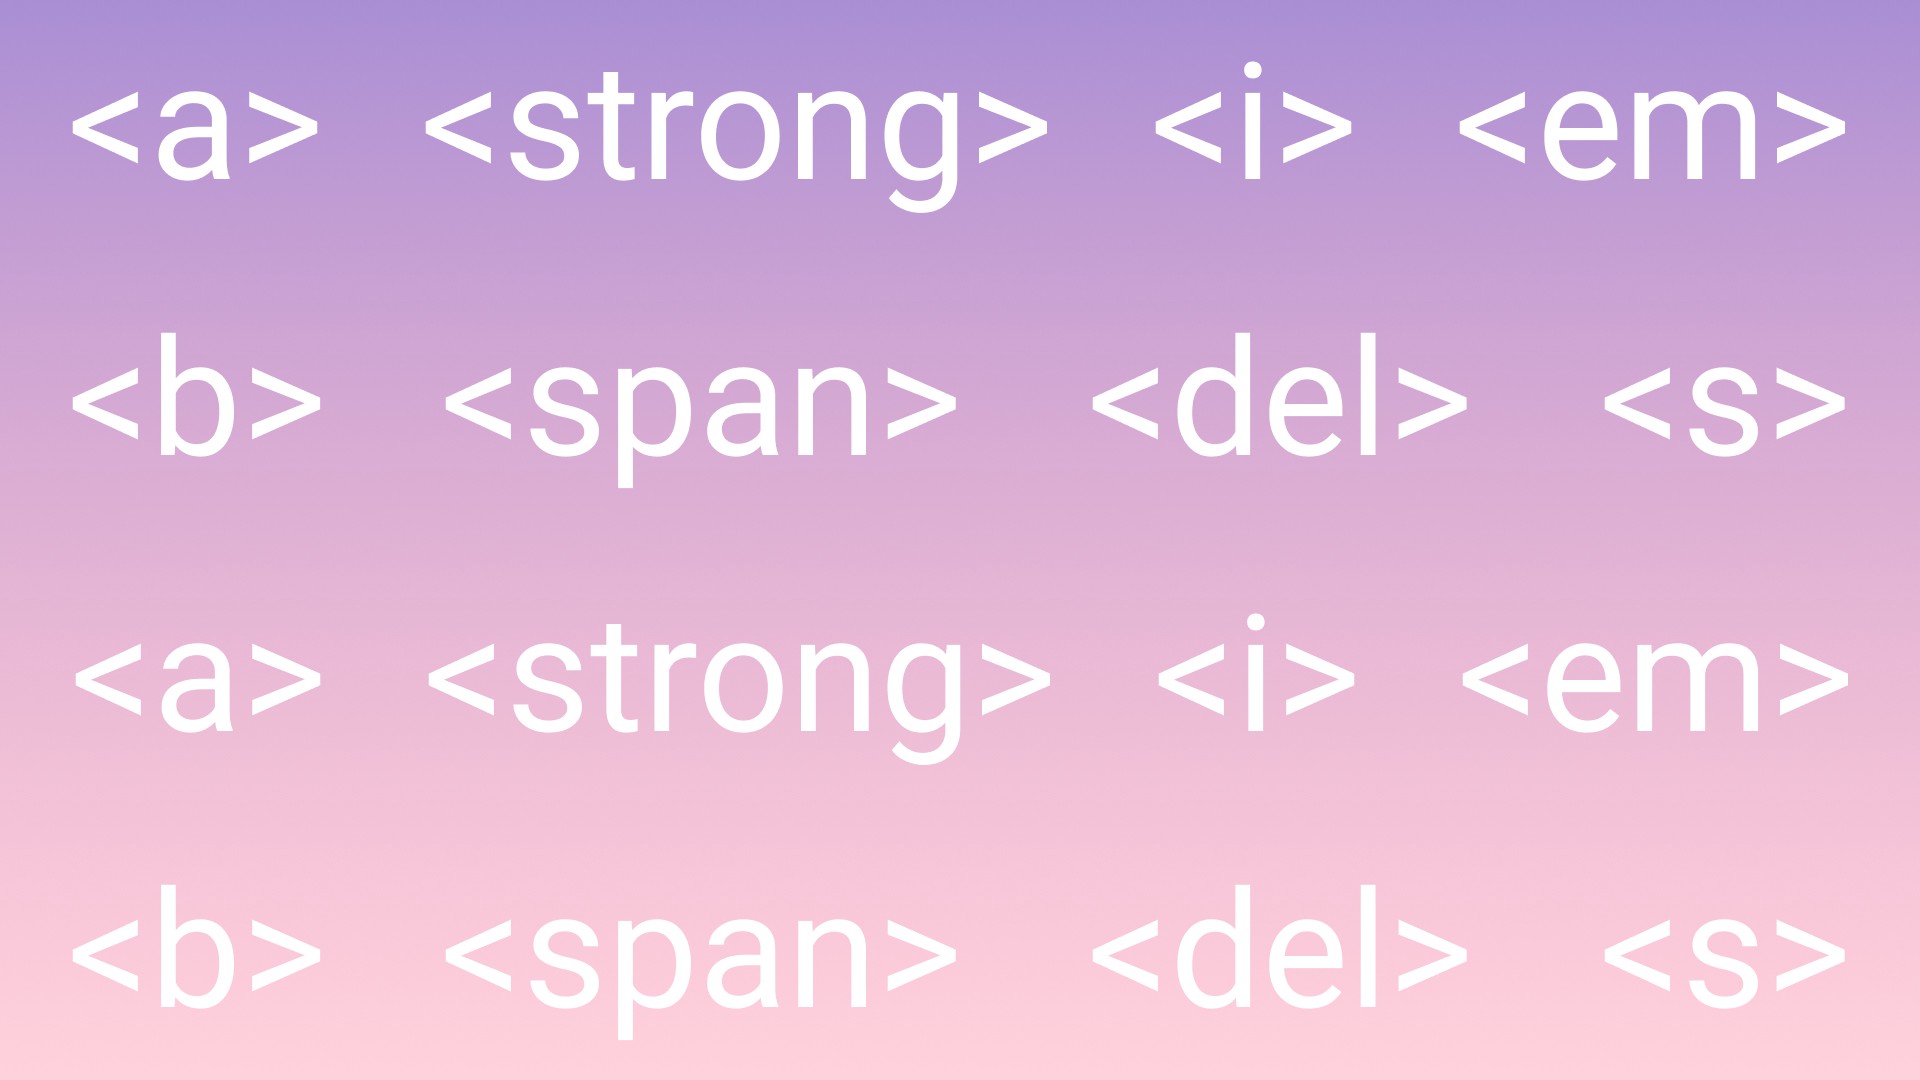 <a> <strong> <i> <em>
<b> <span> <del> <s>
<a> <strong> <i> <em>
<b> <span> <del> <s>